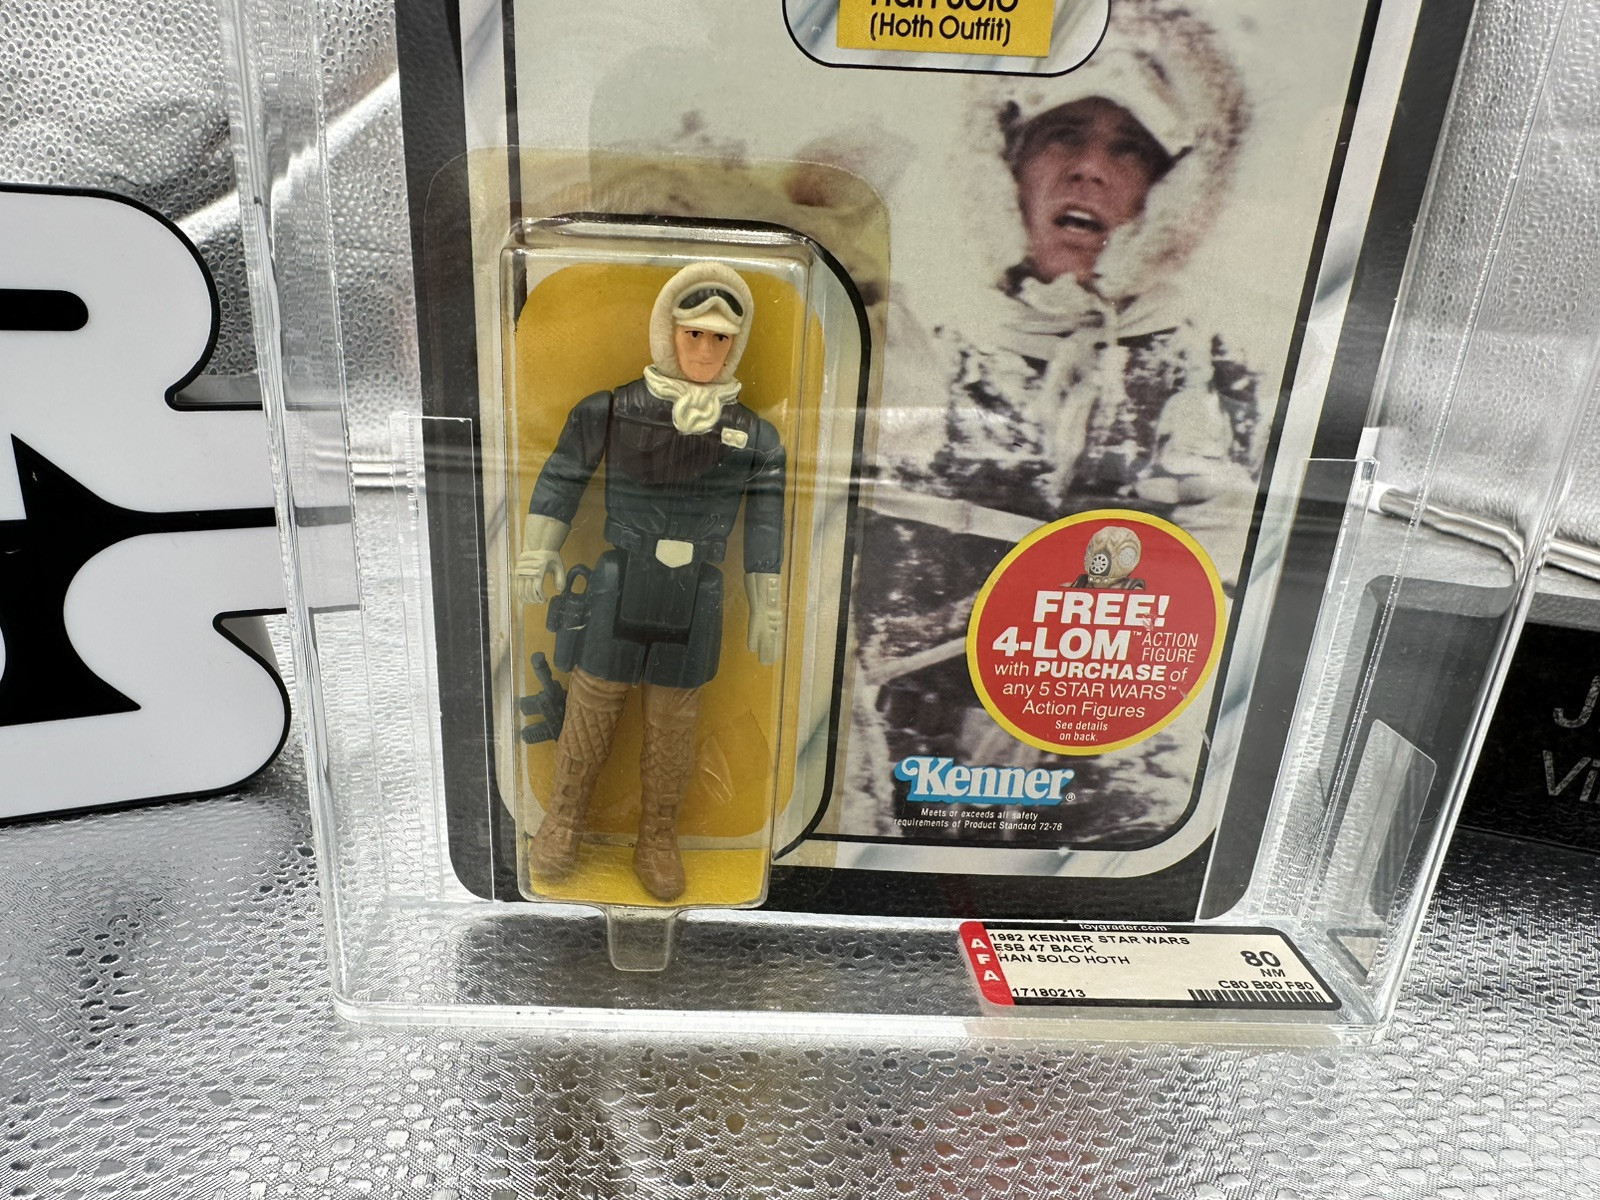 (Hoth Outfit)
FREE!
4-LOM™ ACTION FIGURE
with PURCHASE of
any 5 STAR WARS™
Action Figures
See details
on back.
Kenner®
Meets or exceeds all safety
requirements of Product Standard 72-76
toygrader.com
AFA
1982 KENNER STAR WARS
ESB 47 BACK
HAN SOLO HOTH
80
NM
C80 B90 F80
17180213